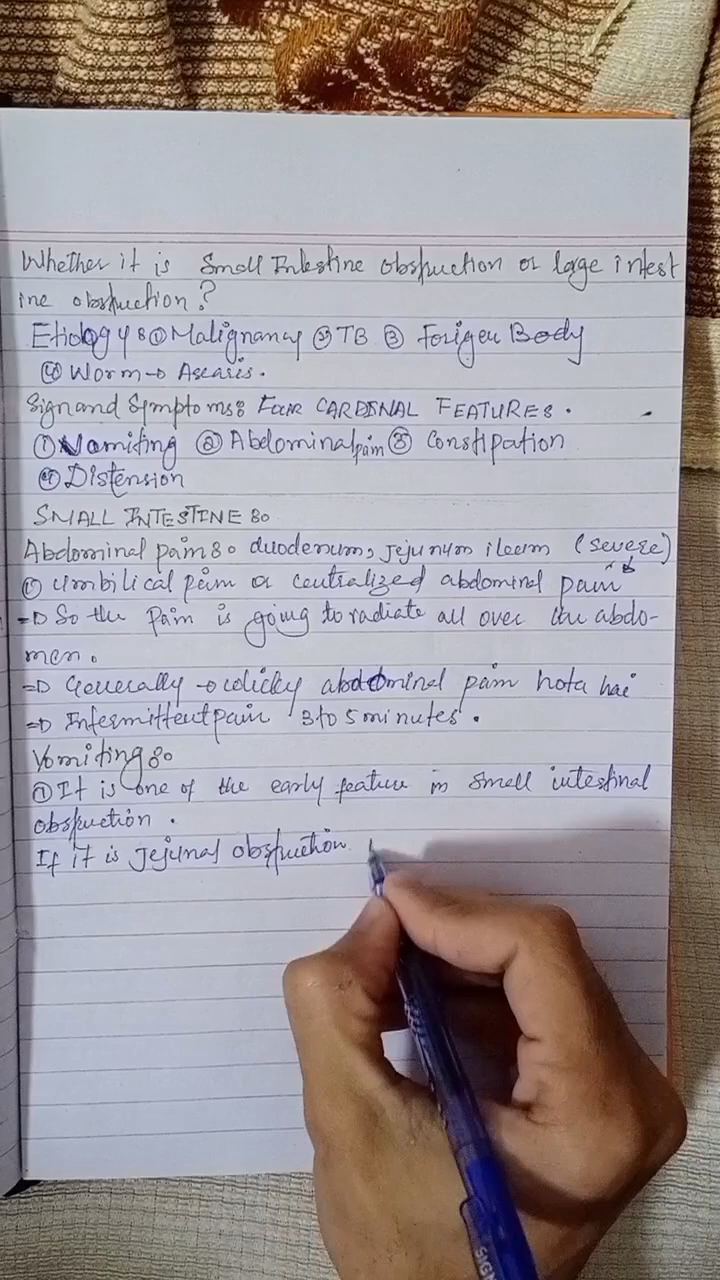 Whether it is Small Intestine obstruction or large intest
ine obstruction?
Etiology: ① Malignancy ② TB ③ Forigen Body
④ Worm → Ascaris.
Sign and Symptoms: FOUR CARDINAL FEATURES.
① Vomiting ② Abdominal pain ③ Constipation
④ Distension
SMALL INTESTINE:
Abdominal pain: duodenum, jejunum ileum (severe)
① Umbilical pain or centralized abdominal pain
⇒ So the pain is going to radiate all over the abdo-
men.
⇒ Generally → colicky abdominal pain hota hai
⇒ Intermittent pain 3 to 5 minutes.
Vomiting:
① It is one of the early feature in small intestinal
obstruction.
If it is Jejunal obstruction
SIGN